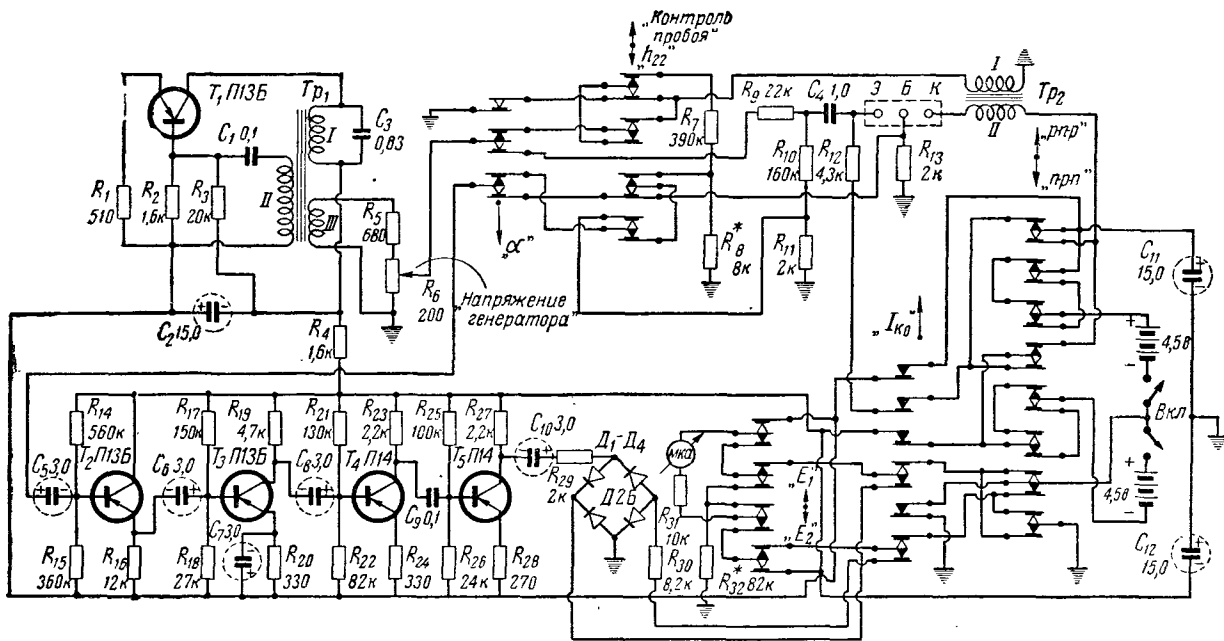 „Контроль
пробоя"
„h₂₂"
T₁ П13Б
Тр₁
C₁ 0,1
I
C₃
0,83
R₁
510
R₂
1,6к
R₃
20к
II
III
R₅
680
R₆
200
„Напряжение
генератора"
C₂ 15,0
R₄
1,6к
„α"
R₇
390к
R₈*
8к
R₉ 22к
C₄ 1,0
Э Б К
R₁₀
160к
R₁₂
4,3к
R₁₃
2к
R₁₁
2к
I
Тр₂
II
„рпр"
„прп"
C₁₁
15,0
„Iко"
+
4,5в
-
Вкл
+
4,5в
-
C₁₂
15,0
R₁₄
560к
R₁₇
150к
R₁₉
4,7к
R₂₁
130к
R₂₃
2,2к
R₂₅
100к
R₂₇
2,2к
C₁₀ 3,0
Д₁-Д₄
C₅ 3,0
T₂ П13Б
C₆ 3,0
T₃ П13Б
C₈ 3,0
T₄ П14
T₅ П14
C₉ 0,1
R₂₉
2к
Д2Б
мка
„E₁"
„E₂"
R₃₁
10к
C₇ 3,0
R₁₅
360к
R₁₆
12к
R₁₈
27к
R₂₀
330
R₂₂
82к
R₂₄
330
R₂₆
24к
R₂₈
270
R₃₀
8,2к
R₃₂* 82к